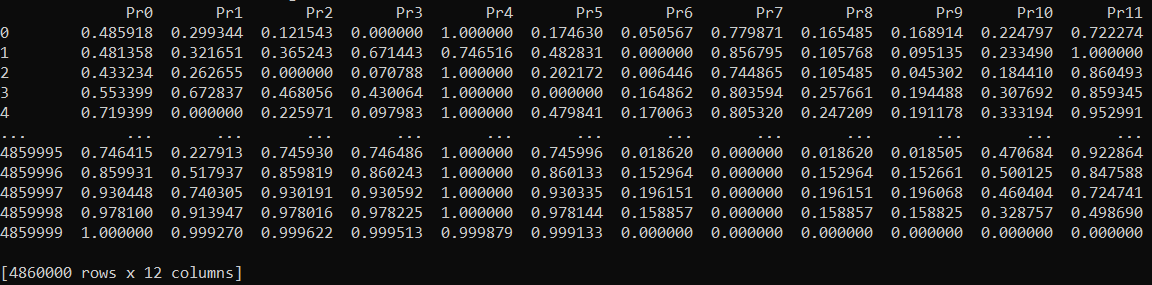 Pr0 Pr1 Pr2 Pr3 Pr4 Pr5 Pr6 Pr7 Pr8 Pr9 Pr10 Pr11
0 0.485918 0.299344 0.121543 0.000000 1.000000 0.174630 0.050567 0.779871 0.165485 0.168914 0.224797 0.722274
1 0.481358 0.321651 0.365243 0.671443 0.746516 0.482831 0.000000 0.856795 0.105768 0.095135 0.233490 1.000000
2 0.433234 0.262655 0.000000 0.070788 1.000000 0.202172 0.006446 0.744865 0.105485 0.045302 0.184410 0.860493
3 0.553399 0.672837 0.468056 0.430064 1.000000 0.000000 0.164862 0.803594 0.257661 0.194488 0.307692 0.859345
4 0.719399 0.000000 0.225971 0.097983 1.000000 0.479841 0.170063 0.805320 0.247209 0.191178 0.333194 0.952991
... ... ... ... ... ... ... ... ... ... ... ... ...
4859995 0.746415 0.227913 0.745930 0.746486 1.000000 0.745996 0.018620 0.000000 0.018620 0.018505 0.470684 0.922864
4859996 0.859931 0.517937 0.859819 0.860243 1.000000 0.860133 0.152964 0.000000 0.152964 0.152661 0.500125 0.847588
4859997 0.930448 0.740305 0.930191 0.930592 1.000000 0.930335 0.196151 0.000000 0.196151 0.196068 0.460404 0.724741
4859998 0.978100 0.913947 0.978016 0.978225 1.000000 0.978144 0.158857 0.000000 0.158857 0.158825 0.328757 0.498690
4859999 1.000000 0.999270 0.999622 0.999513 0.999879 0.999133 0.000000 0.000000 0.000000 0.000000 0.000000 0.000000
[4860000 rows x 12 columns]